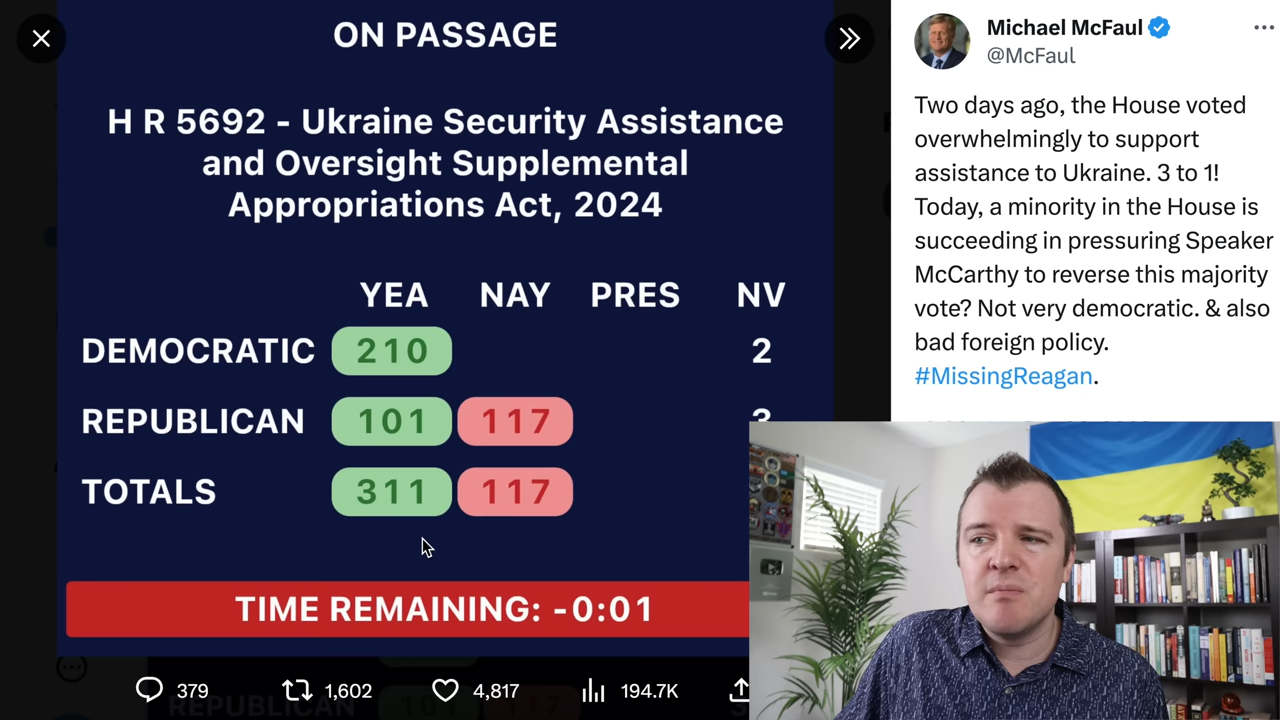 ON PASSAGE
H R 5692 - Ukraine Security Assistance
and Oversight Supplemental
Appropriations Act, 2024
YEA NAY PRES NV
DEMOCRATIC 210 2
REPUBLICAN 101 117 3
TOTALS 311 117
TIME REMAINING: -0:01
379 1,602 4,817 194.7K
Michael McFaul
@McFaul
Two days ago, the House voted
overwhelmingly to support
assistance to Ukraine. 3 to 1!
Today, a minority in the House is
succeeding in pressuring Speaker
McCarthy to reverse this majority
vote? Not very democratic. & also
bad foreign policy.
#MissingReagan.